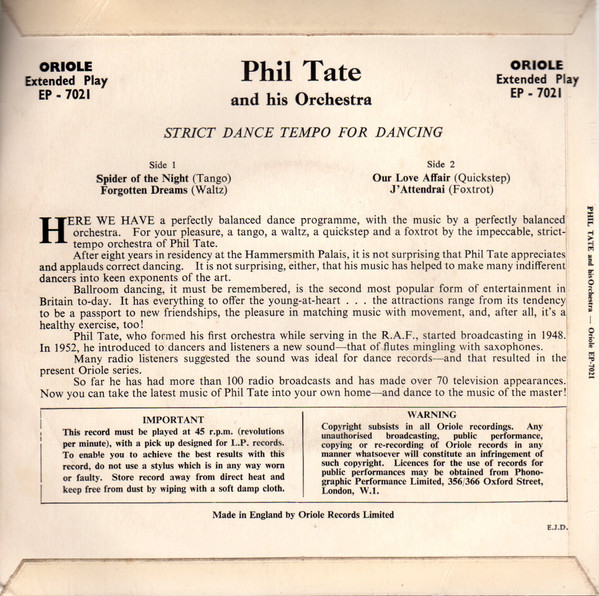 ORIOLE
Extended Play
EP - 7021
Phil Tate
and his Orchestra
ORIOLE
Extended Play
EP - 7021
STRICT DANCE TEMPO FOR DANCING
Side 1
Spider of the Night (Tango)
Forgotten Dreams (Waltz)
Side 2
Our Love Affair (Quickstep)
J'Attendrai (Foxtrot)
HERE WE HAVE a perfectly balanced dance programme, with the music by a perfectly balanced
orchestra. For your pleasure, a tango, a waltz, a quickstep and a foxtrot by the impeccable, strict-
tempo orchestra of Phil Tate.
After eight years in residency at the Hammersmith Palais, it is not surprising that Phil Tate appreciates
and applauds correct dancing. It is not surprising, either, that his music has helped to make many indifferent
dancers into keen exponents of the art.
Ballroom dancing, it must be remembered, is the second most popular form of entertainment in
Britain to-day. It has everything to offer the young-at-heart . . . the attractions range from its tendency
to be a passport to new friendships, the pleasure in matching music with movement, and, after all, it's a
healthy exercise, too!
Phil Tate, who formed his first orchestra while serving in the R.A.F., started broadcasting in 1948.
In 1952, he introduced to dancers and listeners a new sound—that of flutes mingling with saxophones.
Many radio listeners suggested the sound was ideal for dance records—and that resulted in the
present Oriole series.
So far he has had more than 100 radio broadcasts and has made over 70 television appearances.
Now you can take the latest music of Phil Tate into your own home—and dance to the music of the master!
IMPORTANT
This record must be played at 45 r.p.m. (revolutions
per minute), with a pick up designed for L.P. records.
To enable you to achieve the best results with this
record, do not use a stylus which is in any way worn
or faulty. Store record away from direct heat and
keep free from dust by wiping with a soft damp cloth.
WARNING
Copyright subsists in all Oriole recordings. Any
unauthorised broadcasting, public performance,
copying or re-recording of Oriole records in any
manner whatsoever will constitute an infringement of
such copyright. Licences for the use of records for
public performances may be obtained from Phono-
graphic Performance Limited, 356/366 Oxford Street,
London, W.1.
Made in England by Oriole Records Limited
E.J.D.
PHIL TATE and his Orchestra — Oriole EP-7021